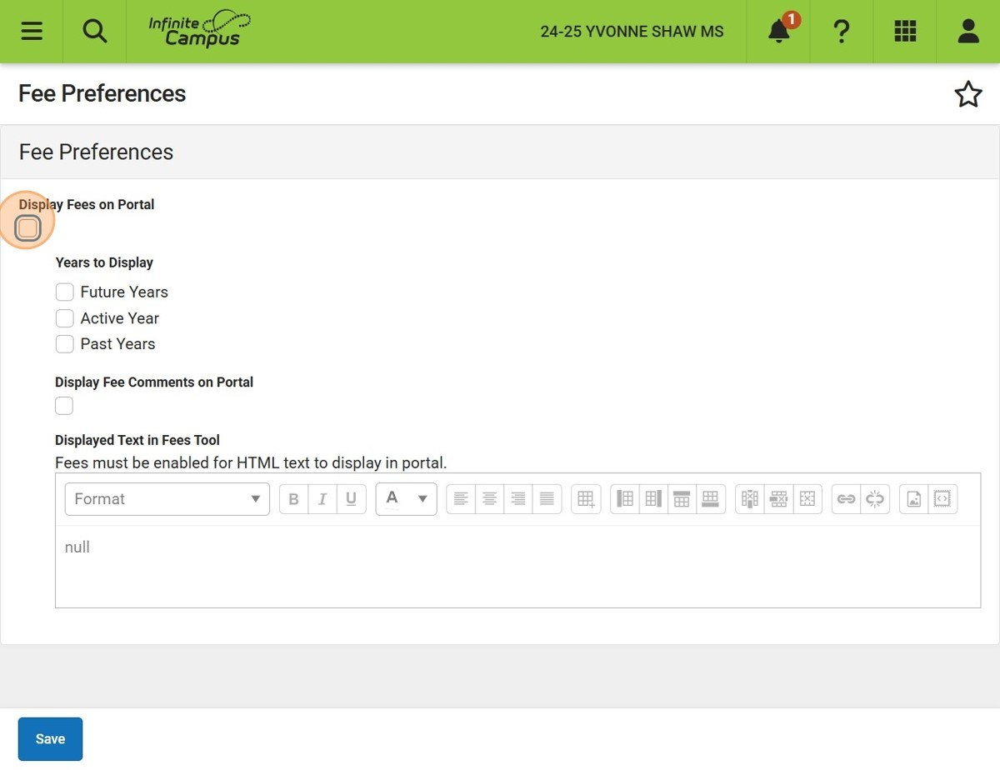 Infinite Campus
24-25 YVONNE SHAW MS
1
Fee Preferences
Fee Preferences
Display Fees on Portal
Years to Display
Future Years
Active Year
Past Years
Display Fee Comments on Portal
Displayed Text in Fees Tool
Fees must be enabled for HTML text to display in portal.
Format B I U A
null
Save